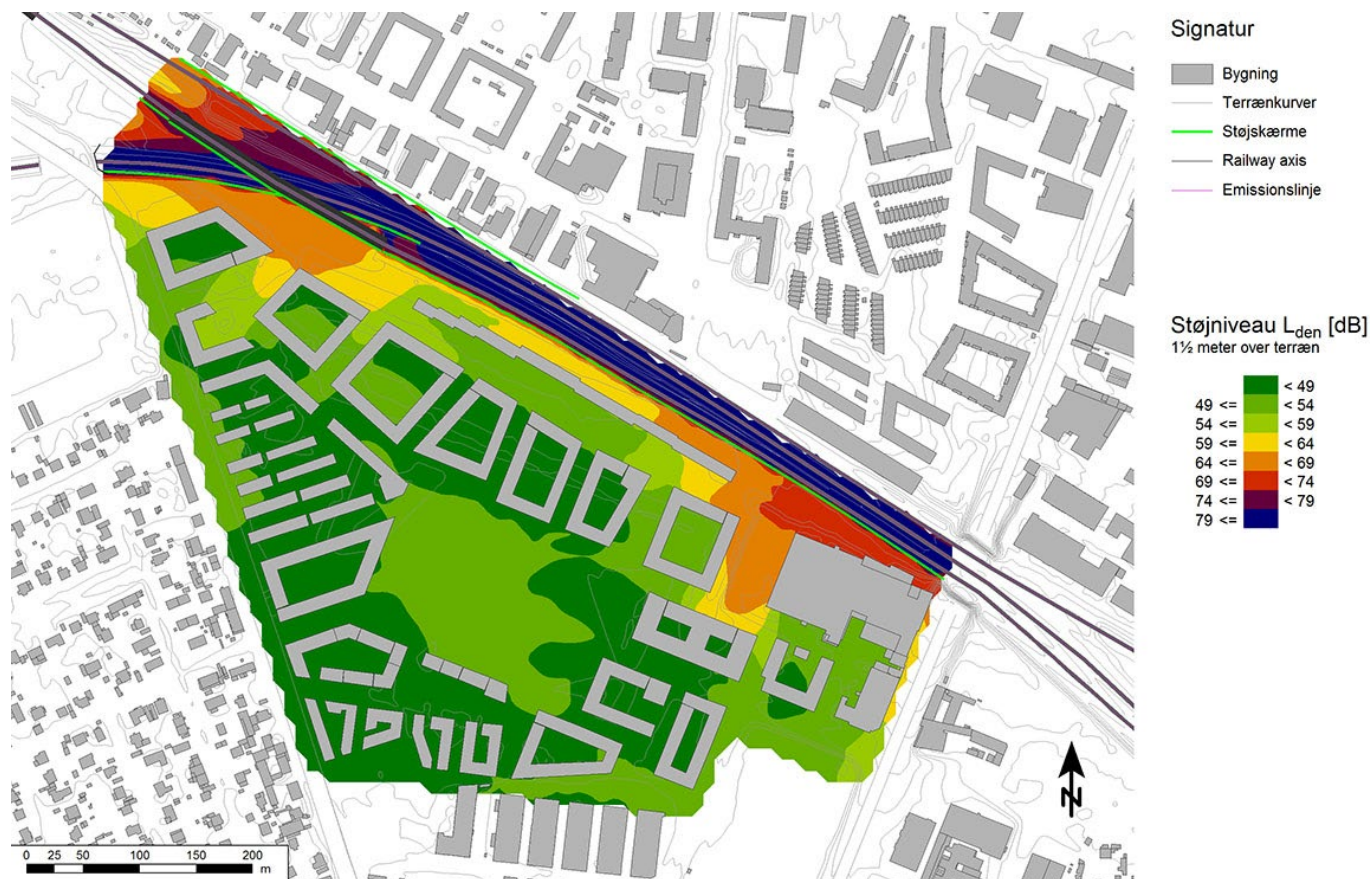 Signatur
Bygning
Terrænkurver
Støjskærme
Railway axis
Emissionslinje
Støjniveau Lden [dB]
1½ meter over terræn
< 49
49 <= < 54
54 <= < 59
59 <= < 64
64 <= < 69
69 <= < 74
74 <= < 79
79 <=
N
0 25 50 100 150 200
m